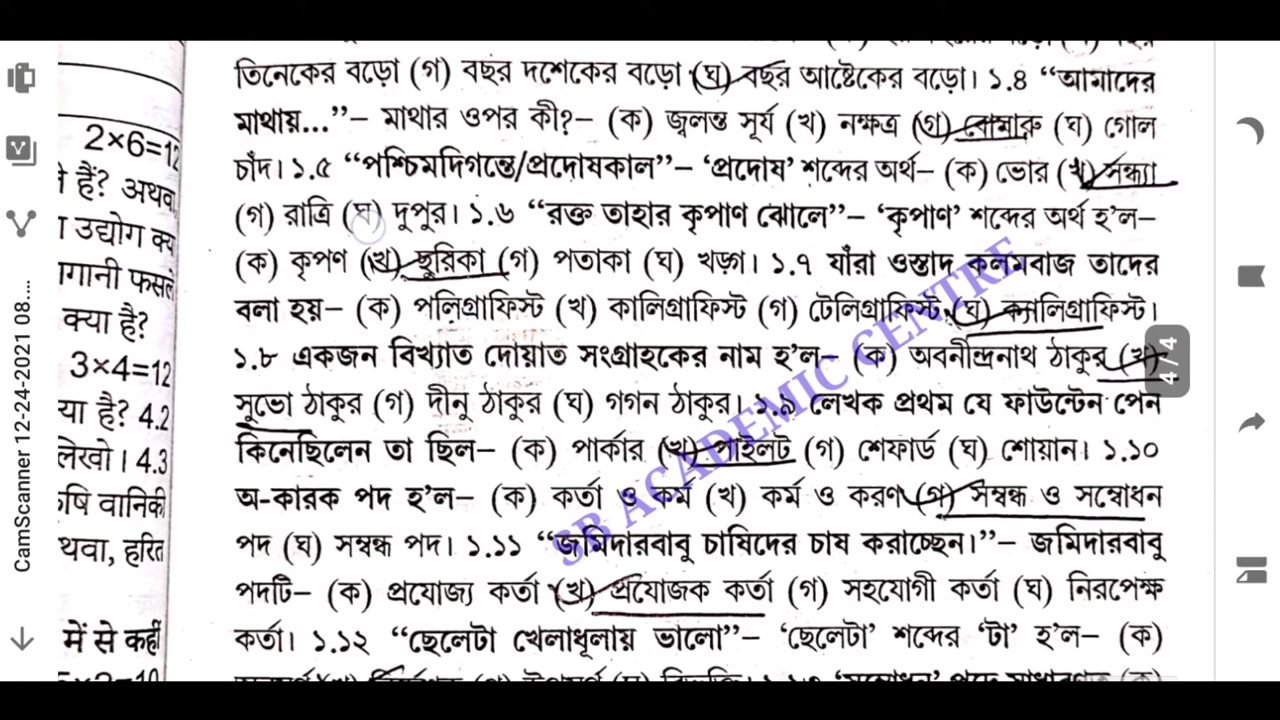 তিনেকের বড়ো (গ) বছর দশেকের বড়ো (ঘ) বছর আষ্টেকের বড়ো। ১.৪ “আমাদের
মাথায়...”– মাথার ওপর কী?– (ক) জ্বলন্ত সূর্য (খ) নক্ষত্র (গ) বোমারু (ঘ) গোল
চাঁদ। ১.৫ “পশ্চিমদিগন্তে/প্রদোষকাল”– ‘প্রদোষ’ শব্দের অর্থ– (ক) ভোর (খ) সন্ধ্যা
(গ) রাত্রি (ঘ) দুপুর। ১.৬ “রক্ত তাহার কৃপাণ ঝোলে”– ‘কৃপাণ’ শব্দের অর্থ হ’ল–
(ক) কৃপণ (খ) ছুরিকা (গ) পতাকা (ঘ) খড়্গ। ১.৭ যাঁরা ওস্তাদ কলমবাজ তাদের
বলা হয়– (ক) পলিগ্রাফিস্ট (খ) কালিগ্রাফিস্ট (গ) টেলিগ্রাফিস্ট (ঘ) ক্যালিগ্রাফিস্ট।
১.৮ একজন বিখ্যাত দোয়াত সংগ্রাহকের নাম হ’ল– (ক) অবনীন্দ্রনাথ ঠাকুর (খ)
সুভো ঠাকুর (গ) দীনু ঠাকুর (ঘ) গগন ঠাকুর। ১.৯ লেখক প্রথম যে ফাউন্টেন পেন
কিনেছিলেন তা ছিল– (ক) পার্কার (খ) পাইলট (গ) শেফার্ড (ঘ) শোয়ান। ১.১০
অ-কারক পদ হ’ল– (ক) কর্তা ও কর্ম (খ) কর্ম ও করণ (গ) সম্বন্ধ ও সম্বোধন
পদ (ঘ) সম্বন্ধ পদ। ১.১১ “জমিদারবাবু চাষিদের চাষ করাচ্ছেন।”– জমিদারবাবু
পদটি– (ক) প্রযোজ্য কর্তা (খ) প্রযোজক কর্তা (গ) সহযোগী কর্তা (ঘ) নিরপেক্ষ
কর্তা। ১.১২ “ছেলেটা খেলাধূলায় ভালো”– ‘ছেলেটা’ শব্দের ‘টা’ হ’ল– (ক)
SB ACADEMIC CENTRE
2×6=12
हैं? अथवा
उद्योग क्य
क्या है?
3×4=12
है? 4.2
4.3
वानिकी
हरित
में से कहीं
CamScanner 12-24-2021 08....
4/4